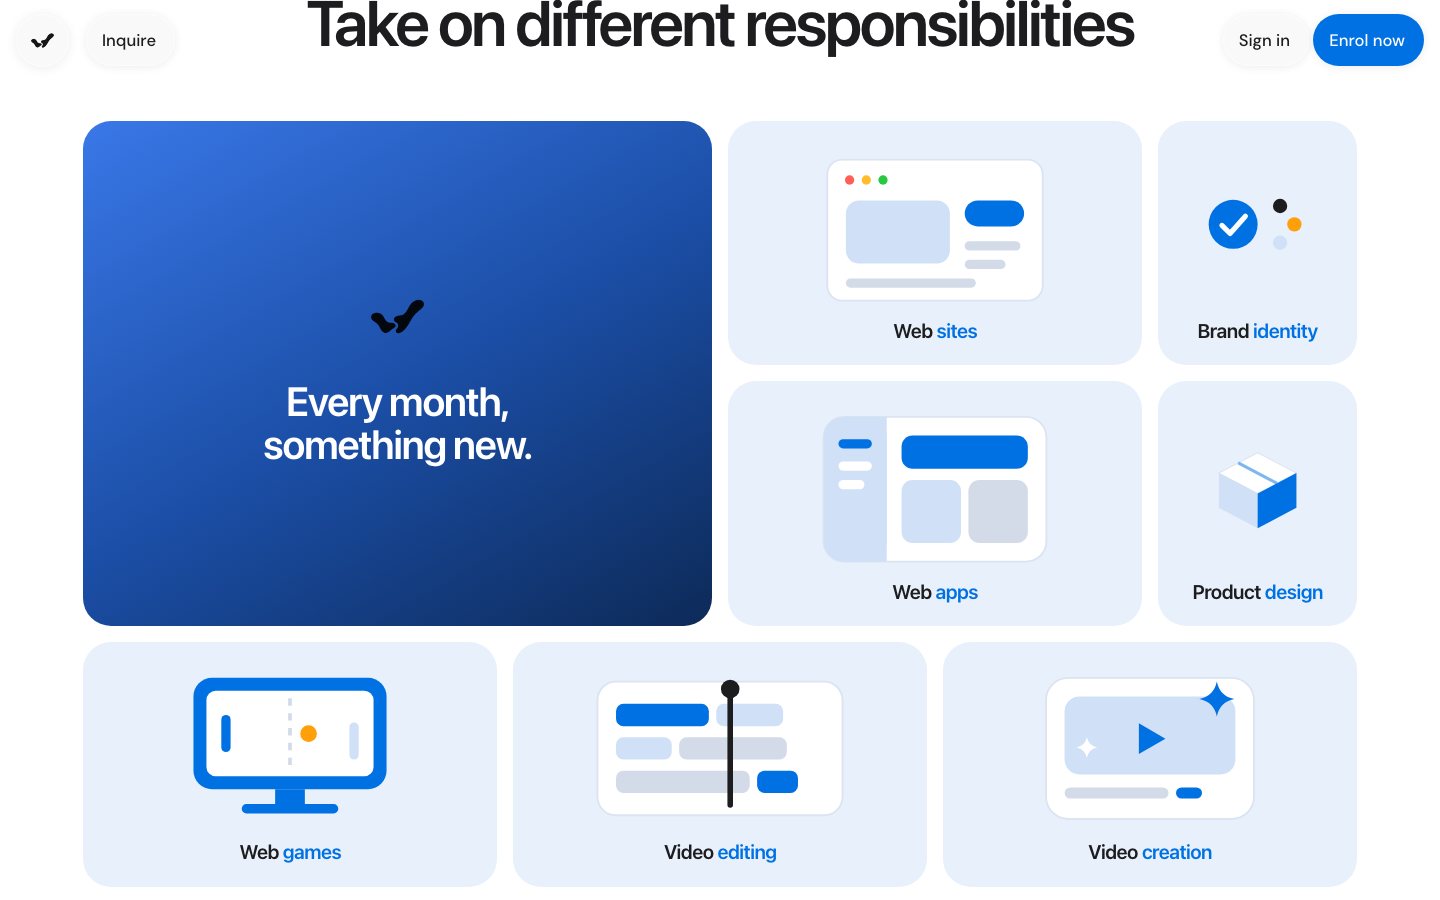 Take on different responsibilities
Inquire
Sign in
Enrol now
Every month,
something new.
Web sites
Brand identity
Web apps
Product design
Web games
Video editing
Video creation